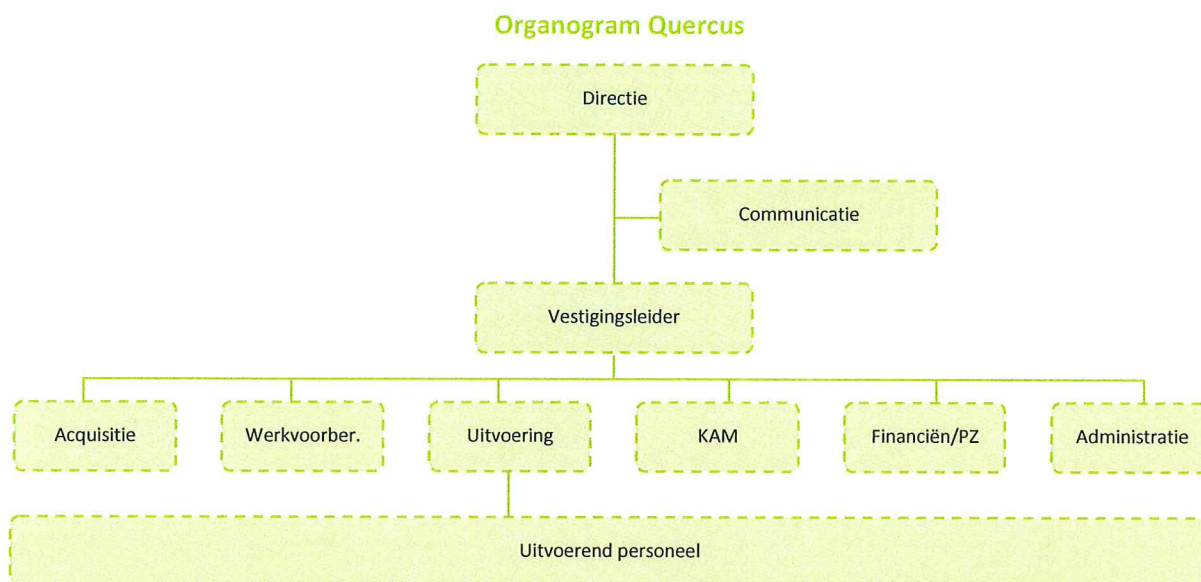 Organogram Quercus
Directie
Communicatie
Vestigingsleider
Acquisitie
Werkvoorber.
Uitvoering
KAM
Financiën/PZ
Administratie
Uitvoerend personeel